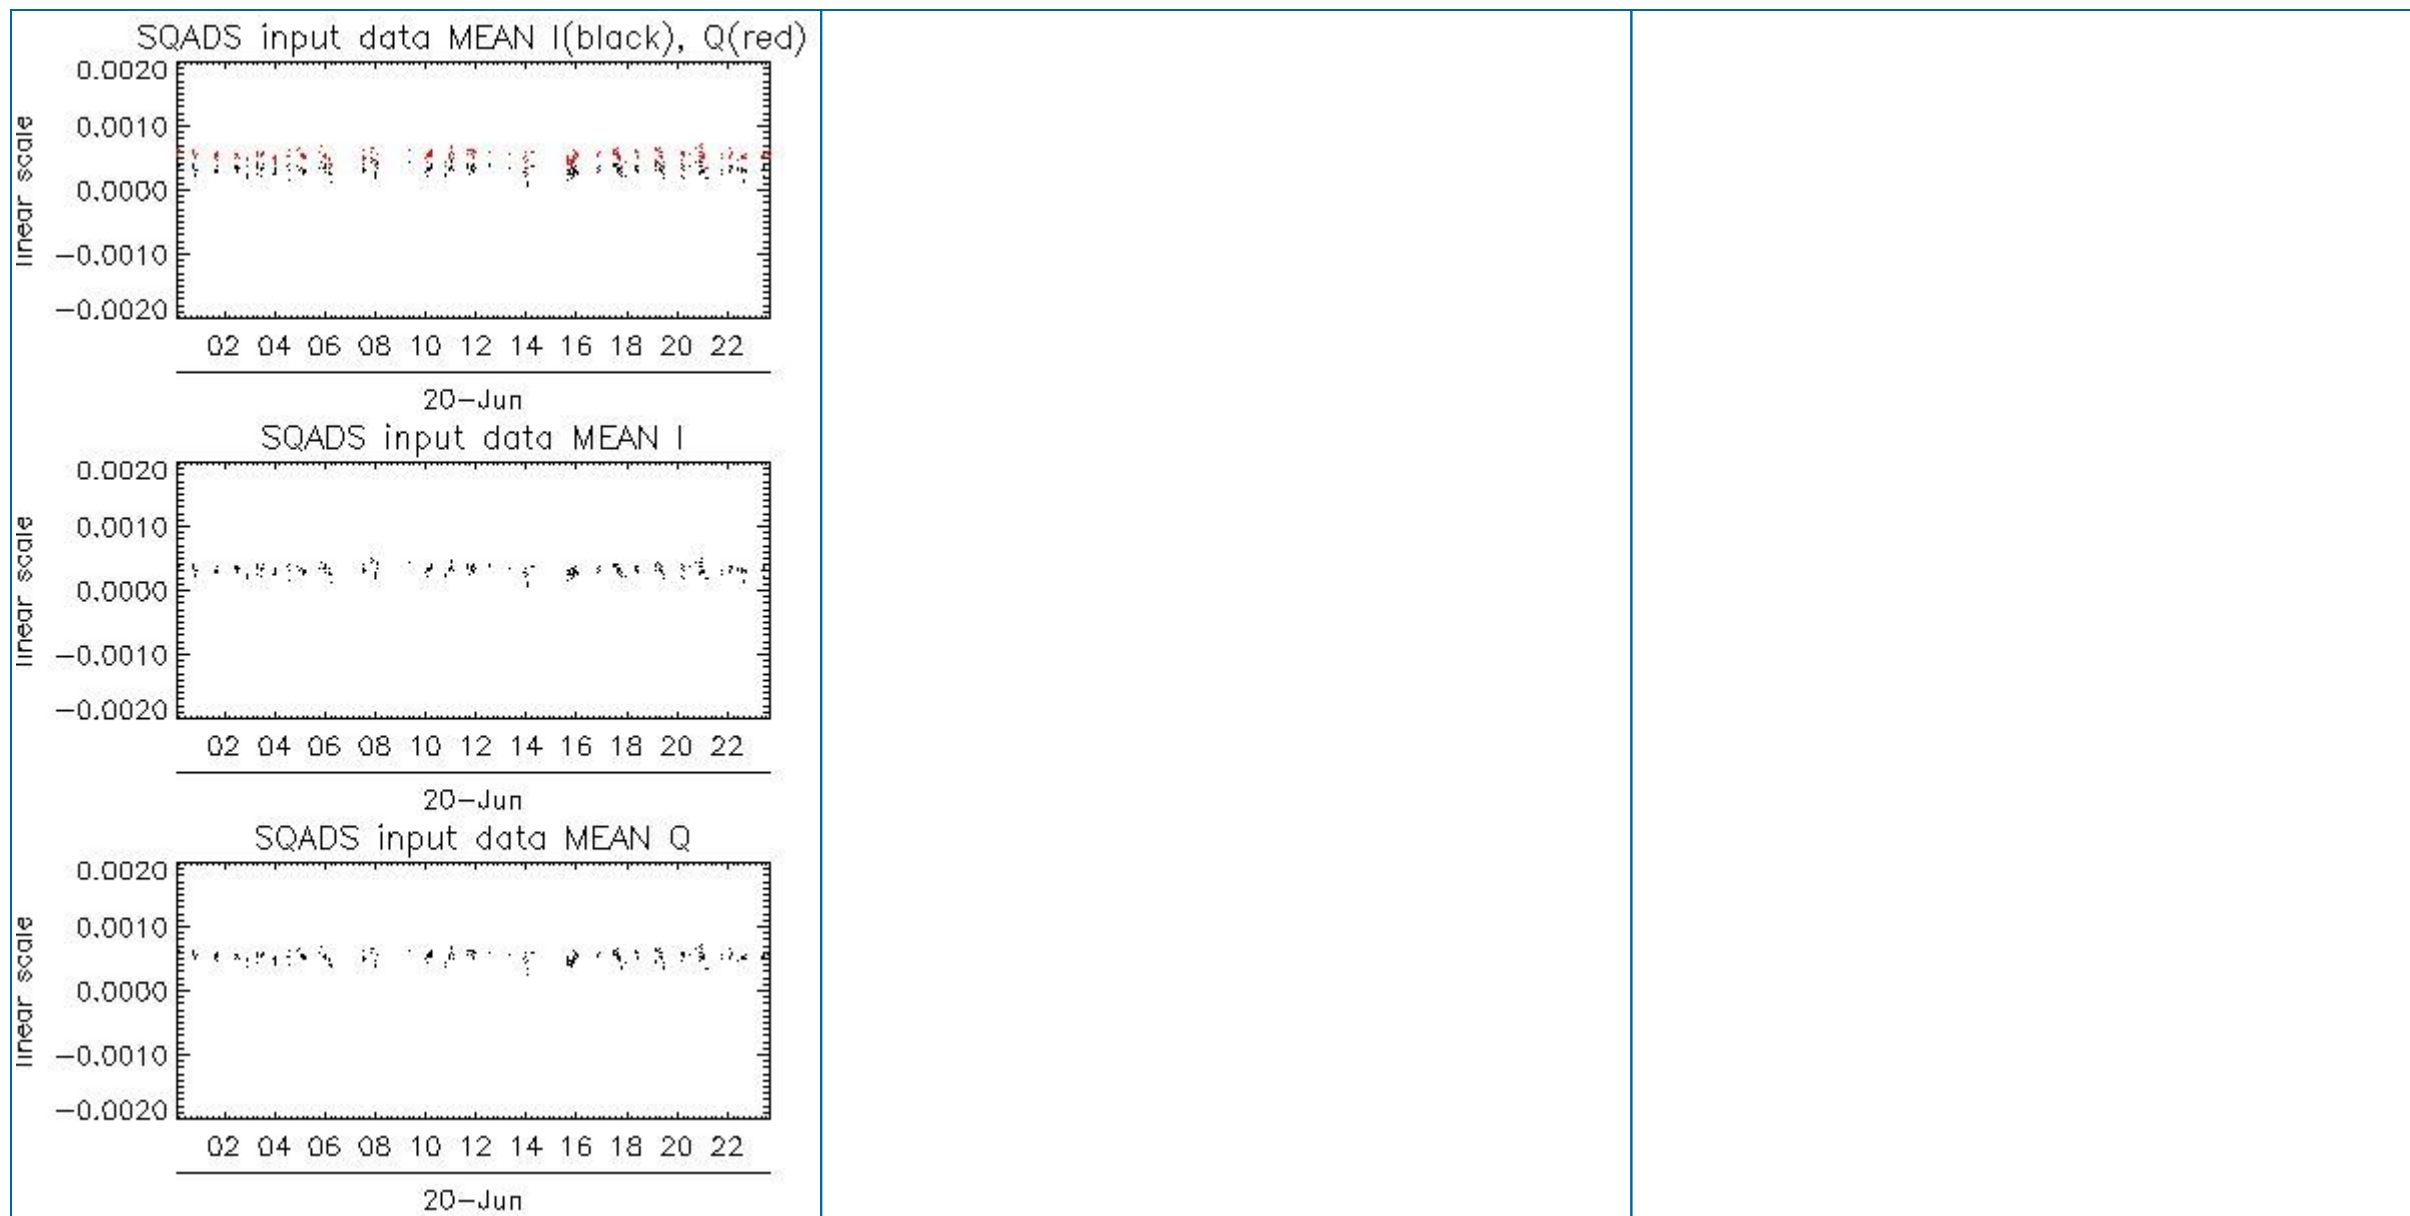 SQADS input data MEAN I(black), Q(red)
linear scale
0.0020
0.0010
0.0000
−0.0010
−0.0020
02 04 06 08 10 12 14 16 18 20 22
20−Jun
SQADS input data MEAN I
linear scale
0.0020
0.0010
0.0000
−0.0010
−0.0020
02 04 06 08 10 12 14 16 18 20 22
20−Jun
SQADS input data MEAN Q
linear scale
0.0020
0.0010
0.0000
−0.0010
−0.0020
02 04 06 08 10 12 14 16 18 20 22
20−Jun